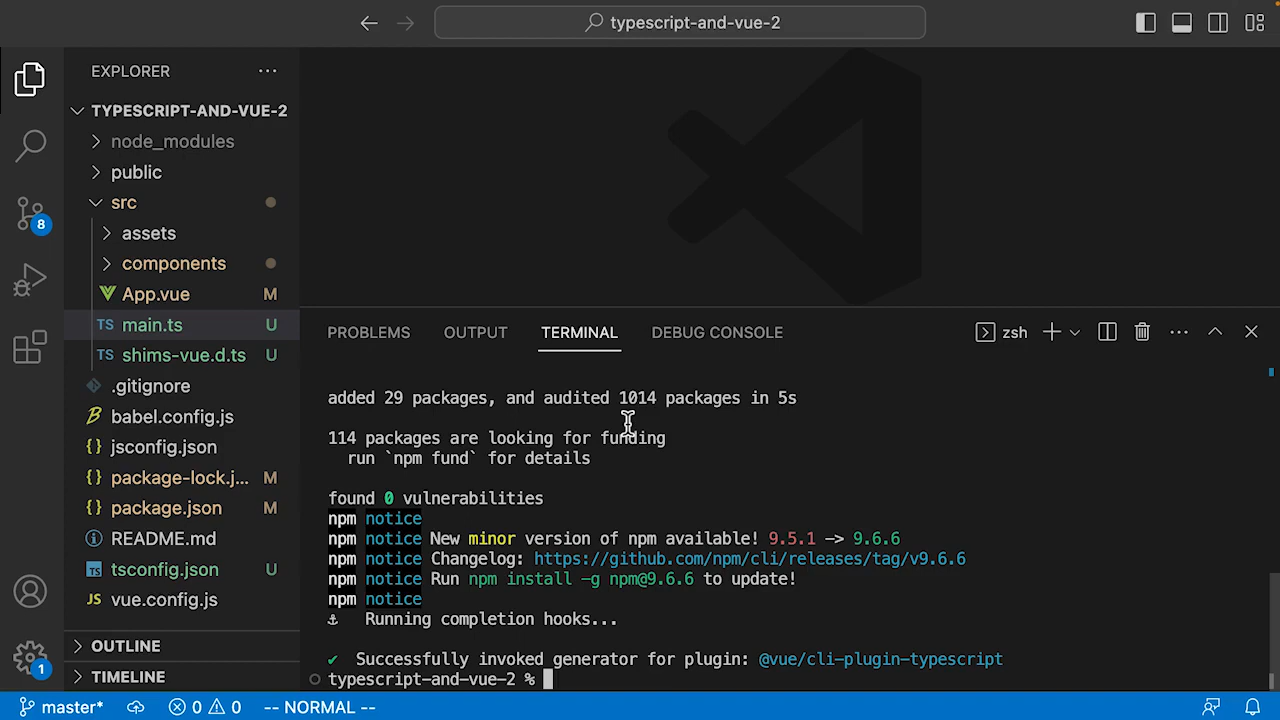 typescript-and-vue-2
EXPLORER
TYPESCRIPT-AND-VUE-2
node_modules
public
src
assets
components
App.vue M
TS main.ts U
TS shims-vue.d.ts U
.gitignore
babel.config.js
{} jsconfig.json
{} package-lock.j... M
{} package.json M
README.md
TS tsconfig.json U
JS vue.config.js
OUTLINE
TIMELINE
8
1
PROBLEMS OUTPUT TERMINAL DEBUG CONSOLE zsh
added 29 packages, and audited 1014 packages in 5s
114 packages are looking for funding
run `npm fund` for details
found 0 vulnerabilities
npm notice
npm notice New minor version of npm available! 9.5.1 -> 9.6.6
npm notice Changelog: https://github.com/npm/cli/releases/tag/v9.6.6
npm notice Run npm install -g npm@9.6.6 to update!
npm notice
⚓ Running completion hooks...
✔ Successfully invoked generator for plugin: @vue/cli-plugin-typescript
typescript-and-vue-2 %
master* 0 0 -- NORMAL --